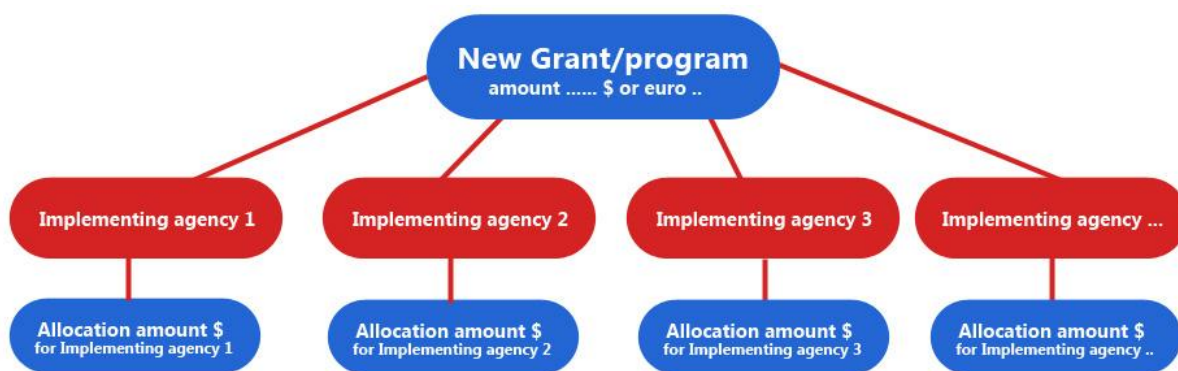 New Grant/program
amount ...... $ or euro ..
Implementing agency 1
Implementing agency 2
Implementing agency 3
Implementing agency ...
Allocation amount $
for Implementing agency 1
Allocation amount $
for Implementing agency 2
Allocation amount $
for Implementing agency 3
Allocation amount $
for Implementing agency ..